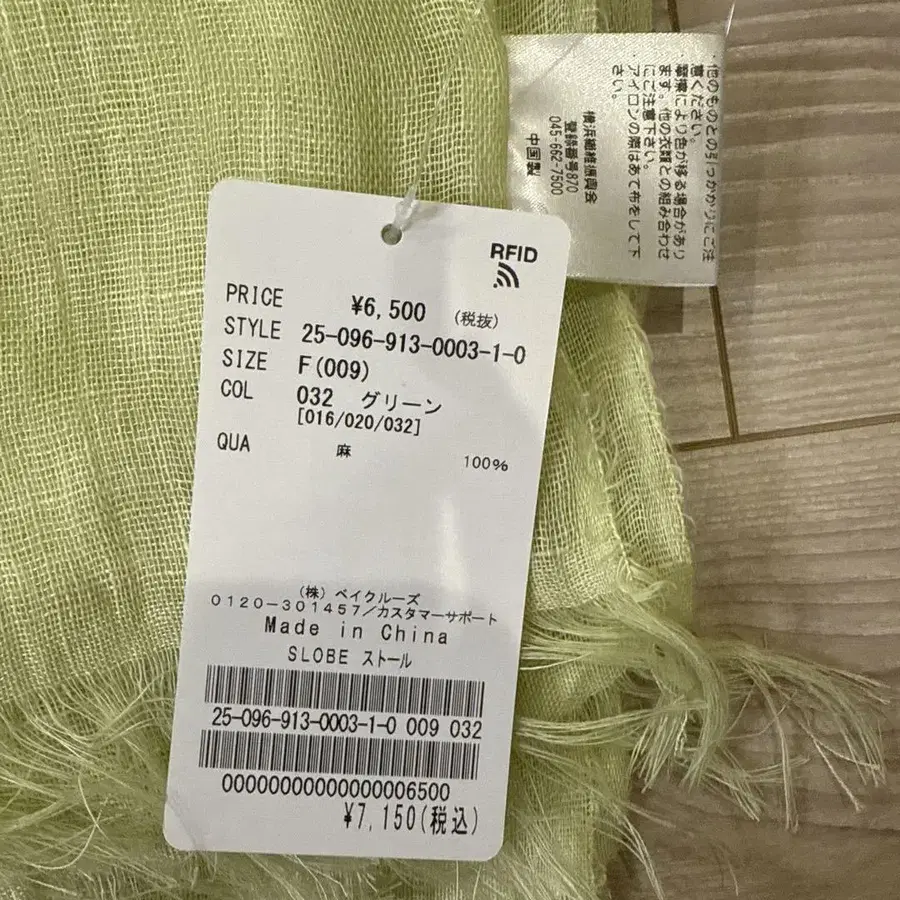 ・他のものとの引っかかりにご注
意ください。
・摩擦により色が移る場合があり
ます。他の衣類との組み合わせ
にご注意下さい。
アイロンの際はあて布をして下
さい。
横浜繊維振興会
登録番号870
045-662-7500
中国製
RFID
PRICE ¥6,500 (税抜)
STYLE 25-096-913-0003-1-0
SIZE F(009)
COL 032 グリーン
[016/020/032]
QUA 麻 100%
(株)ベイクルーズ
0120-301457/カスタマーサポート
Made in China
SLOBE ストール
25-096-913-0003-1-0 009 032
00000000000000006500
¥7,150(税込)